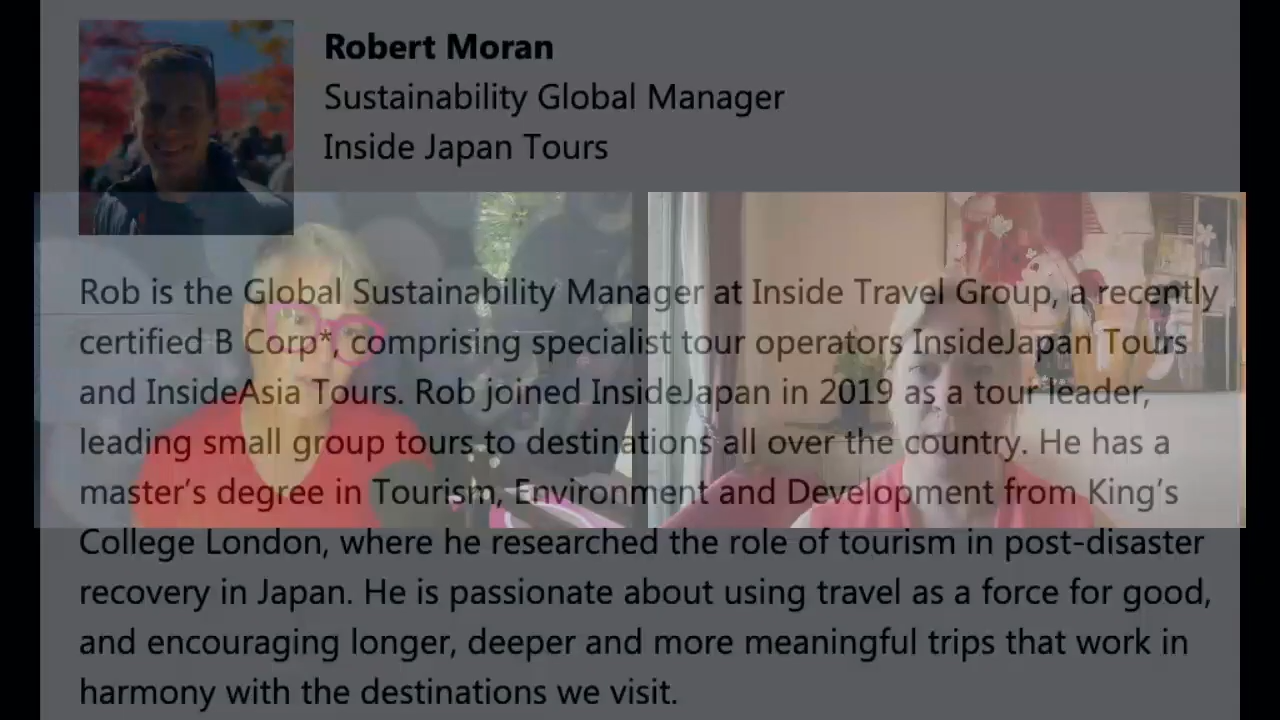 Robert Moran
Sustainability Global Manager
Inside Japan Tours
Rob is the Global Sustainability Manager at Inside Travel Group, a recently
certified B Corp*, comprising specialist tour operators InsideJapan Tours
and InsideAsia Tours. Rob joined InsideJapan in 2019 as a tour leader,
leading small group tours to destinations all over the country. He has a
master’s degree in Tourism, Environment and Development from King’s
College London, where he researched the role of tourism in post-disaster
recovery in Japan. He is passionate about using travel as a force for good,
and encouraging longer, deeper and more meaningful trips that work in
harmony with the destinations we visit.